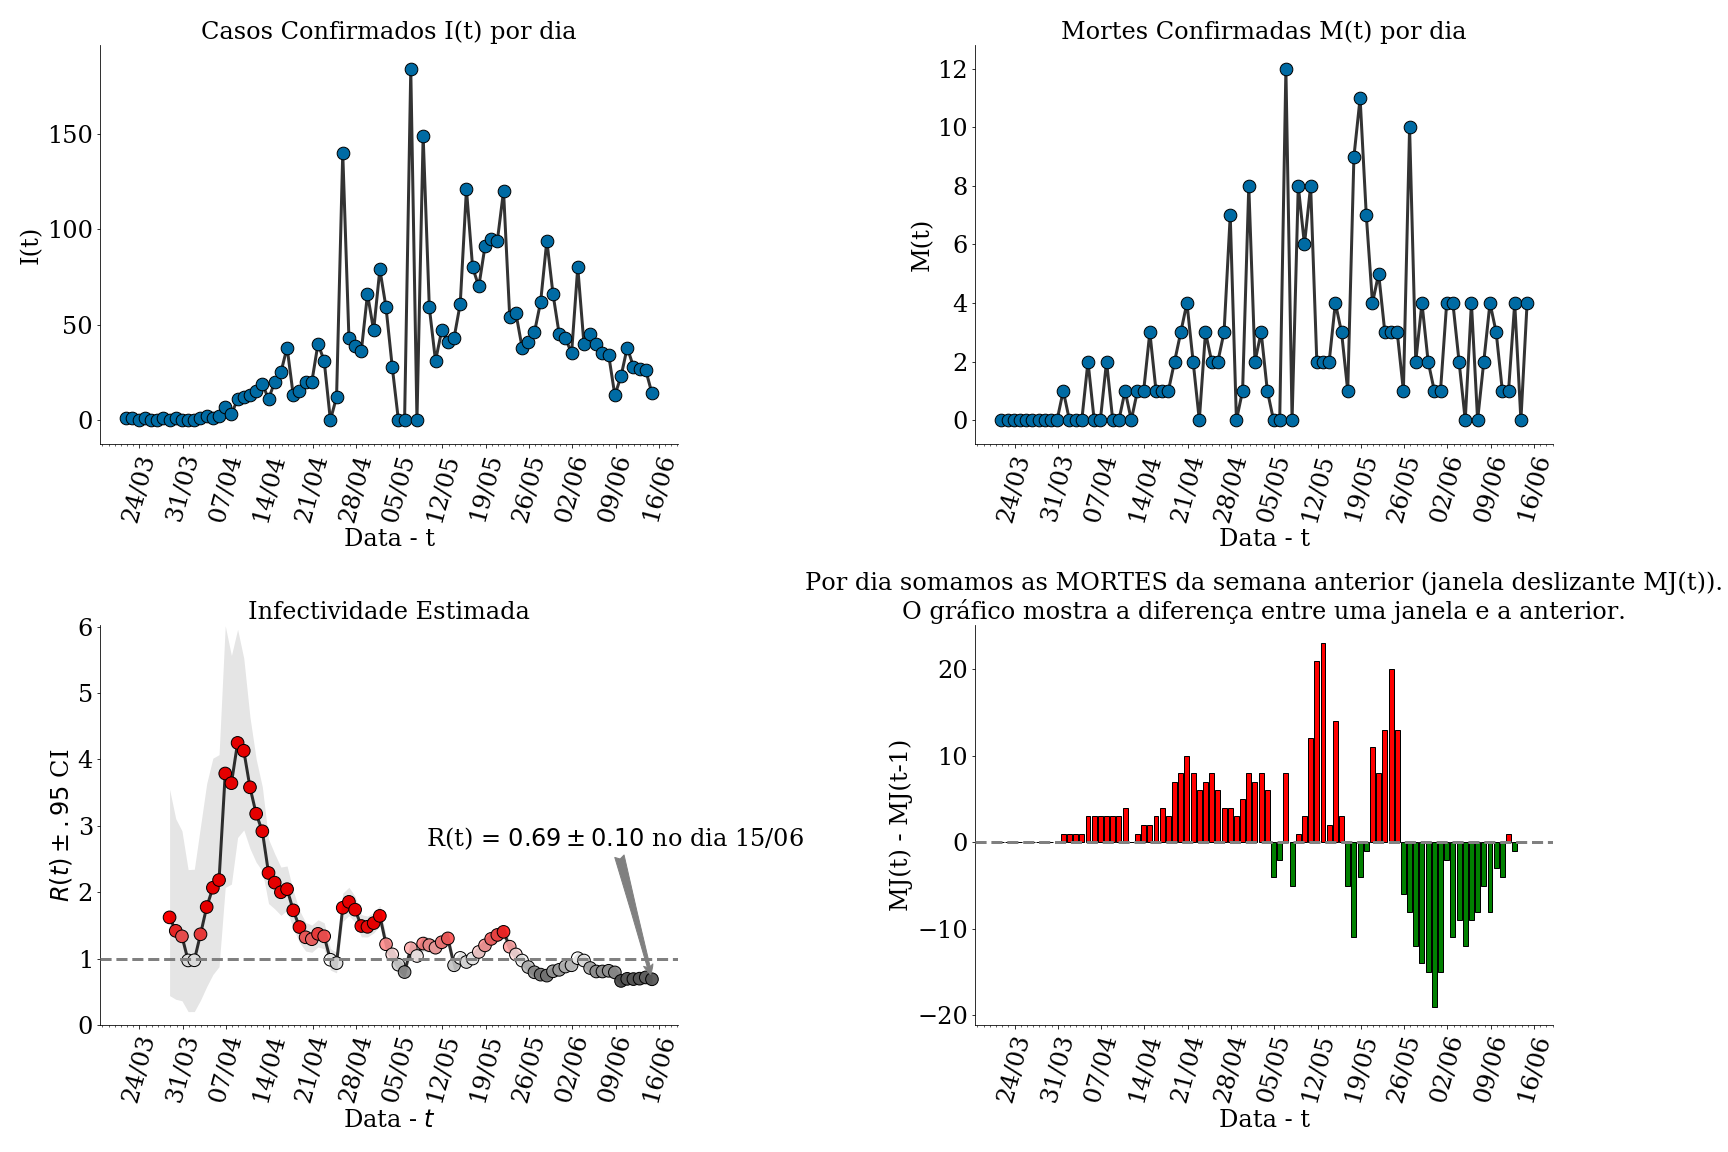 Casos Confirmados I(t) por dia
I(t)
150
100
50
0
24/03 31/03 07/04 14/04 21/04 28/04 05/05 12/05 19/05 26/05 02/06 09/06 16/06
Data - t
Mortes Confirmadas M(t) por dia
M(t)
12
10
8
6
4
2
0
24/03 31/03 07/04 14/04 21/04 28/04 05/05 12/05 19/05 26/05 02/06 09/06 16/06
Data - t
Infectividade Estimada
R(t) ± .95 CI
6
5
4
3
2
1
0
R(t) = 0.69 ± 0.10 no dia 15/06
24/03 31/03 07/04 14/04 21/04 28/04 05/05 12/05 19/05 26/05 02/06 09/06 16/06
Data - t
Por dia somamos as MORTES da semana anterior (janela deslizante MJ(t)).
O gráfico mostra a diferença entre uma janela e a anterior.
MJ(t) - MJ(t-1)
20
10
0
−10
−20
24/03 31/03 07/04 14/04 21/04 28/04 05/05 12/05 19/05 26/05 02/06 09/06 16/06
Data - t